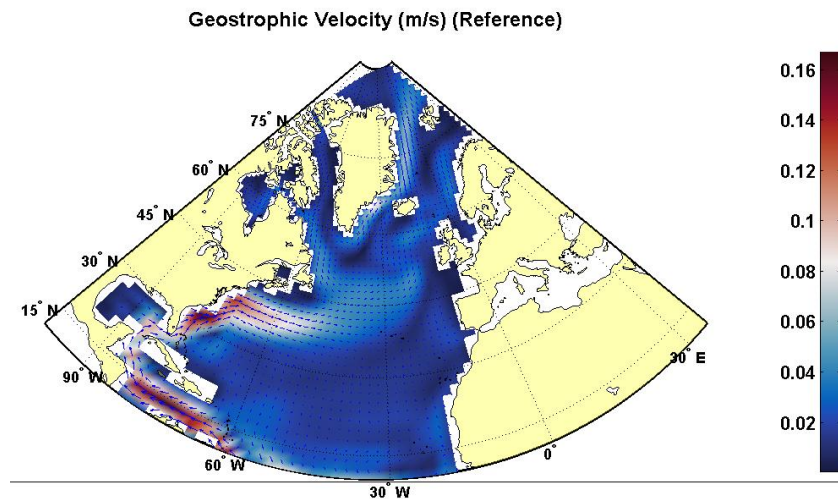 Geostrophic Velocity (m/s) (Reference)
0.16
0.14
0.12
0.1
0.08
0.06
0.04
0.02
75° N
60° N
45° N
30° N
15° N
90° W
60° W
30° W
0°
30° E